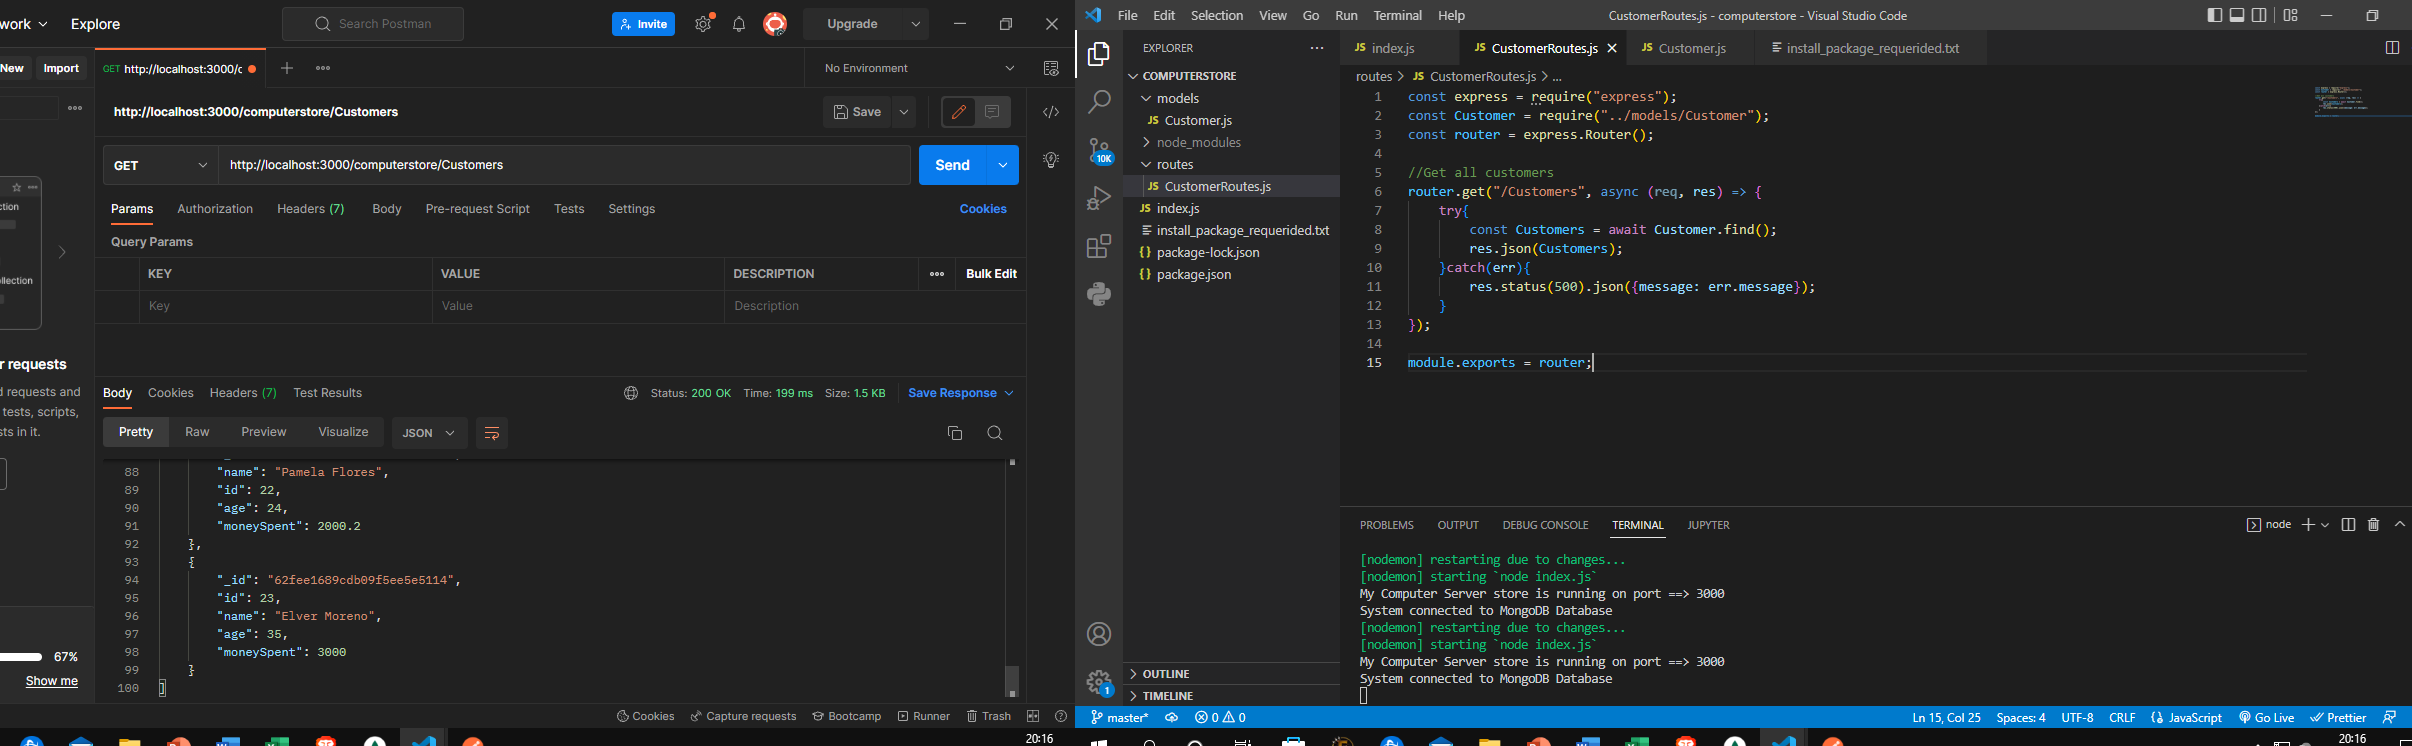 work
Explore
Search Postman
Invite
Upgrade
New
Import
GET http://localhost:3000/c
No Environment
http://localhost:3000/computerstore/Customers
Save
GET
http://localhost:3000/computerstore/Customers
Send
Params
Authorization
Headers (7)
Body
Pre-request Script
Tests
Settings
Cookies
Query Params
KEY
VALUE
DESCRIPTION
Bulk Edit
Key
Value
Description
llection
r requests
d requests and
tests, scripts,
sts in it.
67%
Show me
Body
Cookies
Headers (7)
Test Results
Status: 200 OK
Time: 199 ms
Size: 1.5 KB
Save Response
Pretty
Raw
Preview
Visualize
JSON
88 "name": "Pamela Flores",
89 "id": 22,
90 "age": 24,
91 "moneySpent": 2000.2
92 },
93 {
94 "_id": "62fee1689cdb09f5ee5e5114",
95 "id": 23,
96 "name": "Elver Moreno",
97 "age": 35,
98 "moneySpent": 3000
99 }
100 ]
Cookies
Capture requests
Bootcamp
Runner
Trash
20:16
File
Edit
Selection
View
Go
Run
Terminal
Help
CustomerRoutes.js - computerstore - Visual Studio Code
EXPLORER
COMPUTERSTORE
models
JS Customer.js
node_modules
routes
JS CustomerRoutes.js
JS index.js
install_package_requerided.txt
{} package-lock.json
{} package.json
10K
1
OUTLINE
TIMELINE
JS index.js
JS CustomerRoutes.js
JS Customer.js
install_package_requerided.txt
routes > JS CustomerRoutes.js > ...
1 const express = require("express");
2 const Customer = require("../models/Customer");
3 const router = express.Router();
4
5 //Get all customers
6 router.get("/Customers", async (req, res) => {
7 try{
8 const Customers = await Customer.find();
9 res.json(Customers);
10 }catch(err){
11 res.status(500).json({message: err.message});
12 }
13 });
14
15 module.exports = router;
PROBLEMS
OUTPUT
DEBUG CONSOLE
TERMINAL
JUPYTER
node
[nodemon] restarting due to changes...
[nodemon] starting `node index.js`
My Computer Server store is running on port ==> 3000
System connected to MongoDB Database
[nodemon] restarting due to changes...
[nodemon] starting `node index.js`
My Computer Server store is running on port ==> 3000
System connected to MongoDB Database
master*
0 0
Ln 15, Col 25
Spaces: 4
UTF-8
CRLF
{} JavaScript
Go Live
Prettier
20:16